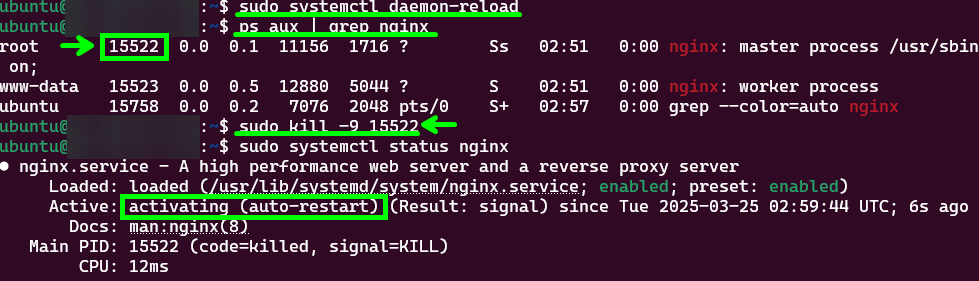 ubuntu@ :~$ sudo systemctl daemon-reload
ubuntu@ :~$ ps aux | grep nginx
root 15522 0.0 0.1 11156 1716 ? Ss 02:51 0:00 nginx: master process /usr/sbin
on;
www-data 15523 0.0 0.5 12880 5044 ? S 02:51 0:00 nginx: worker process
ubuntu 15758 0.0 0.2 7076 2048 pts/0 S+ 02:57 0:00 grep --color=auto nginx
ubuntu@ :~$ sudo kill -9 15522
ubuntu@ :~$ sudo systemctl status nginx
● nginx.service - A high performance web server and a reverse proxy server
Loaded: loaded (/usr/lib/systemd/system/nginx.service; enabled; preset: enabled)
Active: activating (auto-restart) (Result: signal) since Tue 2025-03-25 02:59:44 UTC; 6s ago
Docs: man:nginx(8)
Main PID: 15522 (code=killed, signal=KILL)
CPU: 12ms